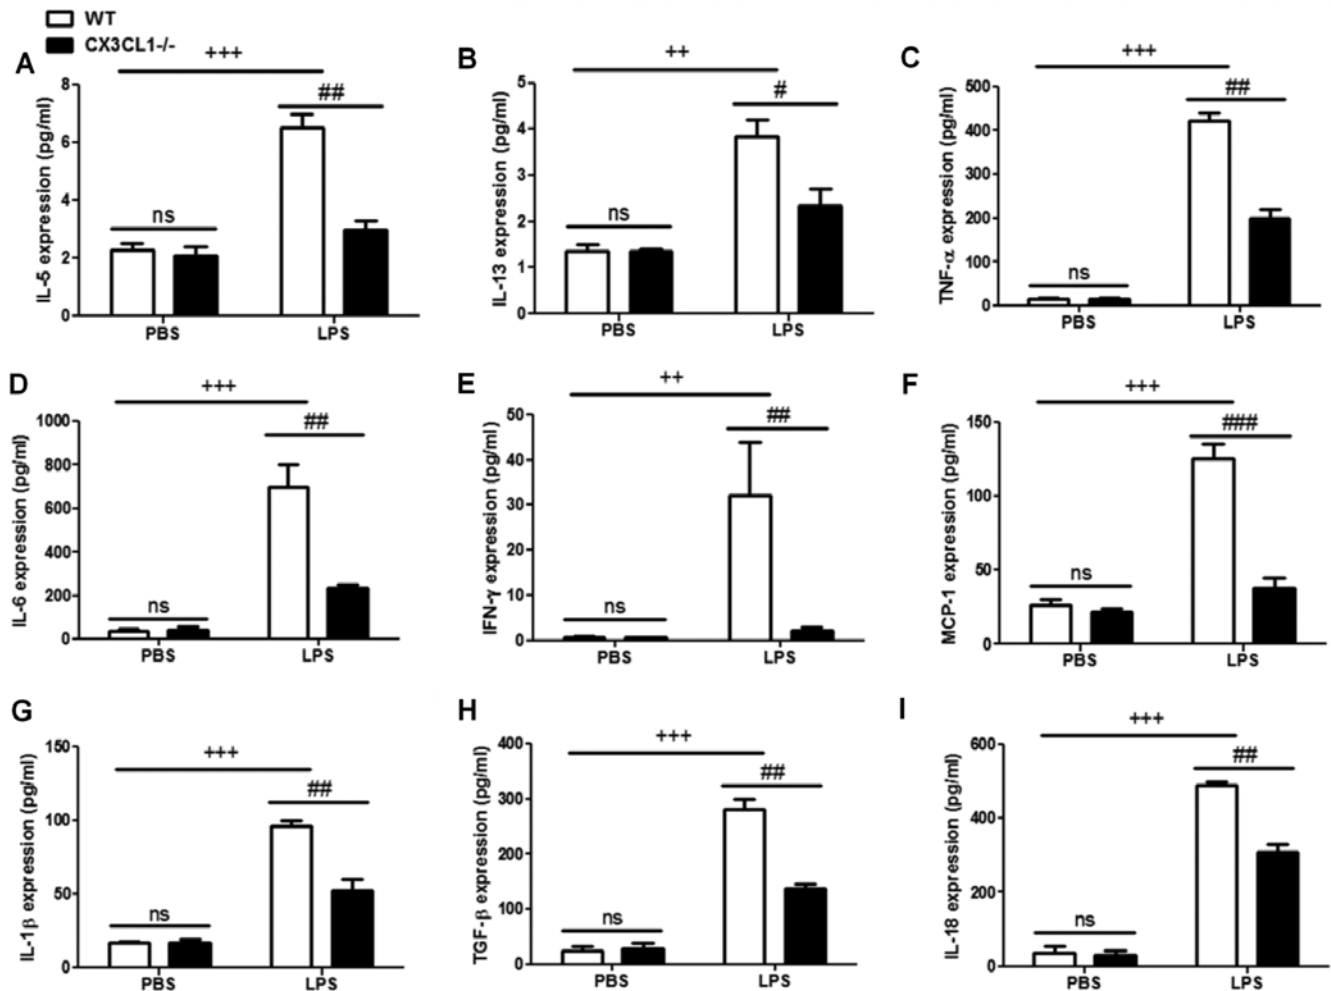 WT
CX3CL1-/-
A
+++
##
ns
IL-5 expression (pg/ml)
8
6
4
2
0
PBS
LPS
B
++
#
ns
IL-13 expression (pg/ml)
5
4
3
2
1
0
PBS
LPS
C
+++
##
ns
TNF-α expression (pg/ml)
500
400
300
200
100
0
PBS
LPS
D
+++
##
ns
IL-6 expression (pg/ml)
1000
800
600
400
200
0
PBS
LPS
E
++
##
ns
IFN-γ expression (pg/ml)
50
40
30
20
10
0
PBS
LPS
F
+++
###
ns
MCP-1 expression (pg/ml)
150
100
50
0
PBS
LPS
G
+++
##
ns
IL-1β expression (pg/ml)
150
100
50
0
PBS
LPS
H
+++
##
ns
TGF-β expression (pg/ml)
400
300
200
100
0
PBS
LPS
I
+++
##
ns
IL-18 expression (pg/ml)
600
400
200
0
PBS
LPS